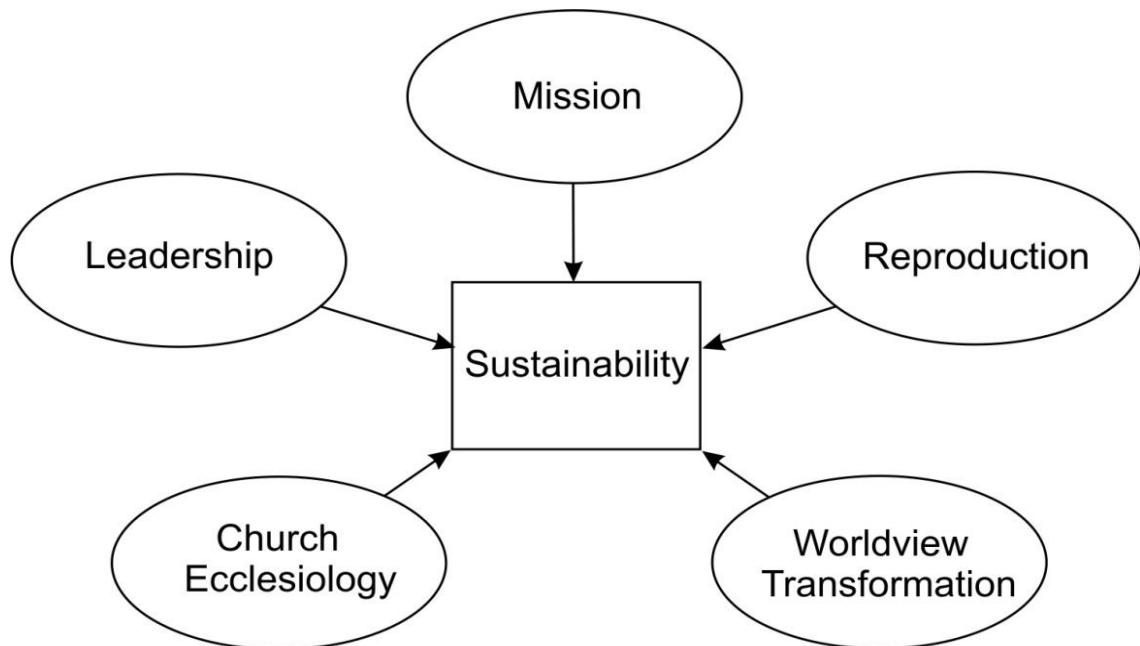 Mission
Leadership
Reproduction
Sustainability
Church
Ecclesiology
Worldview
Transformation